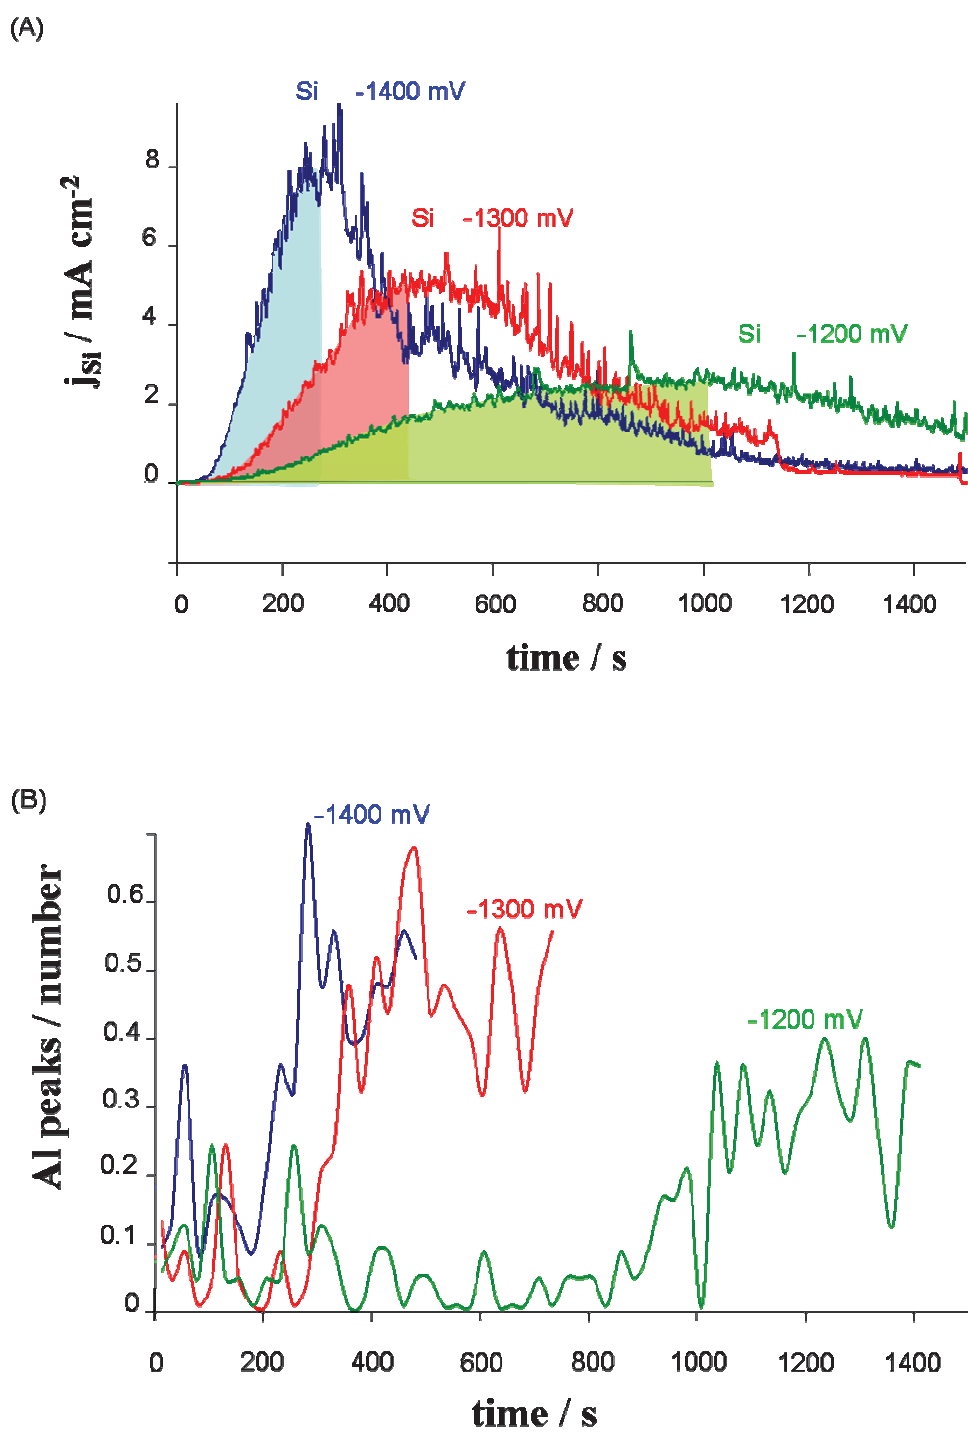 (A)
Si -1400 mV
8
Si -1300 mV
6
Si -1200 mV
4
2
0
jSi / mA cm-2
0 200 400 600 800 1000 1200 1400
time / s
(B)
-1400 mV
0.6
-1300 mV
0.5
-1200 mV
0.4
0.3
0.2
0.1
0
Al peaks / number
0 200 400 600 800 1000 1200 1400
time / s